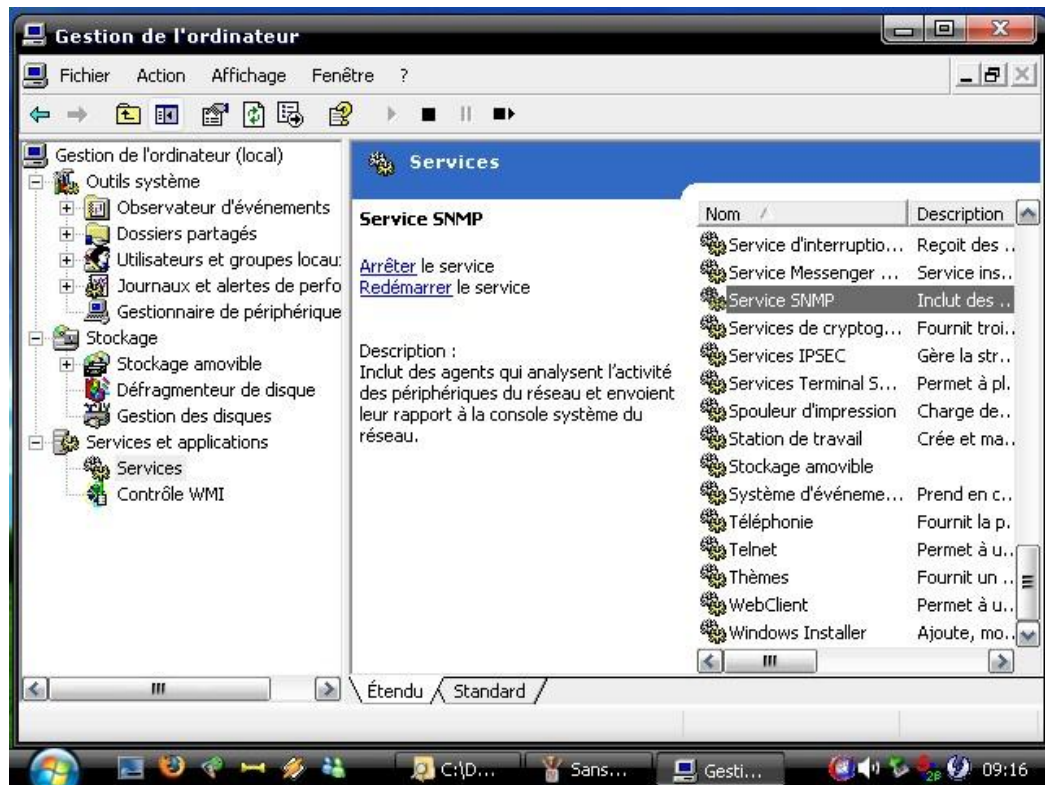 Gestion de l'ordinateur
Fichier Action Affichage Fenêtre ?
Gestion de l'ordinateur (local)
Outils système
Observateur d'événements
Dossiers partagés
Utilisateurs et groupes locau
Journaux et alertes de perfo
Gestionnaire de périphérique
Stockage
Stockage amovible
Défragmenteur de disque
Gestion des disques
Services et applications
Services
Contrôle WMI
Services
Service SNMP
Arrêter le service
Redémarrer le service
Description :
Inclut des agents qui analysent l'activité
des périphériques du réseau et envoient
leur rapport à la console système du
réseau.
Nom Description
Service d'interruptio... Reçoit des ..
Service Messenger ... Service ins..
Service SNMP Inclut des ..
Services de cryptog... Fournit troi..
Services IPSEC Gère la str..
Services Terminal S... Permet à pl.
Spouleur d'impression Charge de..
Station de travail Crée et ma..
Stockage amovible
Système d'événeme... Prend en c..
Téléphonie Fournit la p.
Telnet Permet à u..
Thèmes Fournit un ..
WebClient Permet à u..
Windows Installer Ajoute, mo..
Étendu Standard
C:\D... Sans... Gesti... 28 09:16